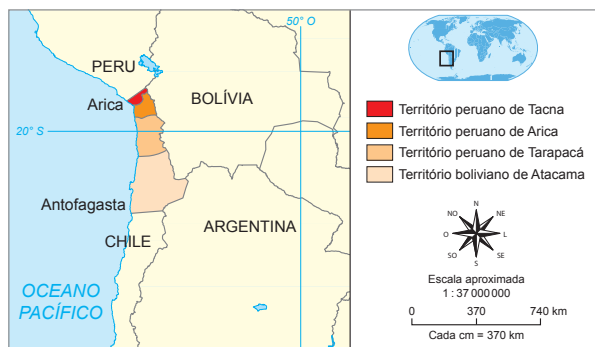 50° O
PERU
Arica
BOLÍVIA
20° S
Antofagasta
CHILE
ARGENTINA
OCEANO
PACÍFICO
Território peruano de Tacna
Território peruano de Arica
Território peruano de Tarapacá
Território boliviano de Atacama
N
NO
NE
O
L
SO
SE
S
Escala aproximada
1 : 37 000 000
0 370 740 km
Cada cm = 370 km